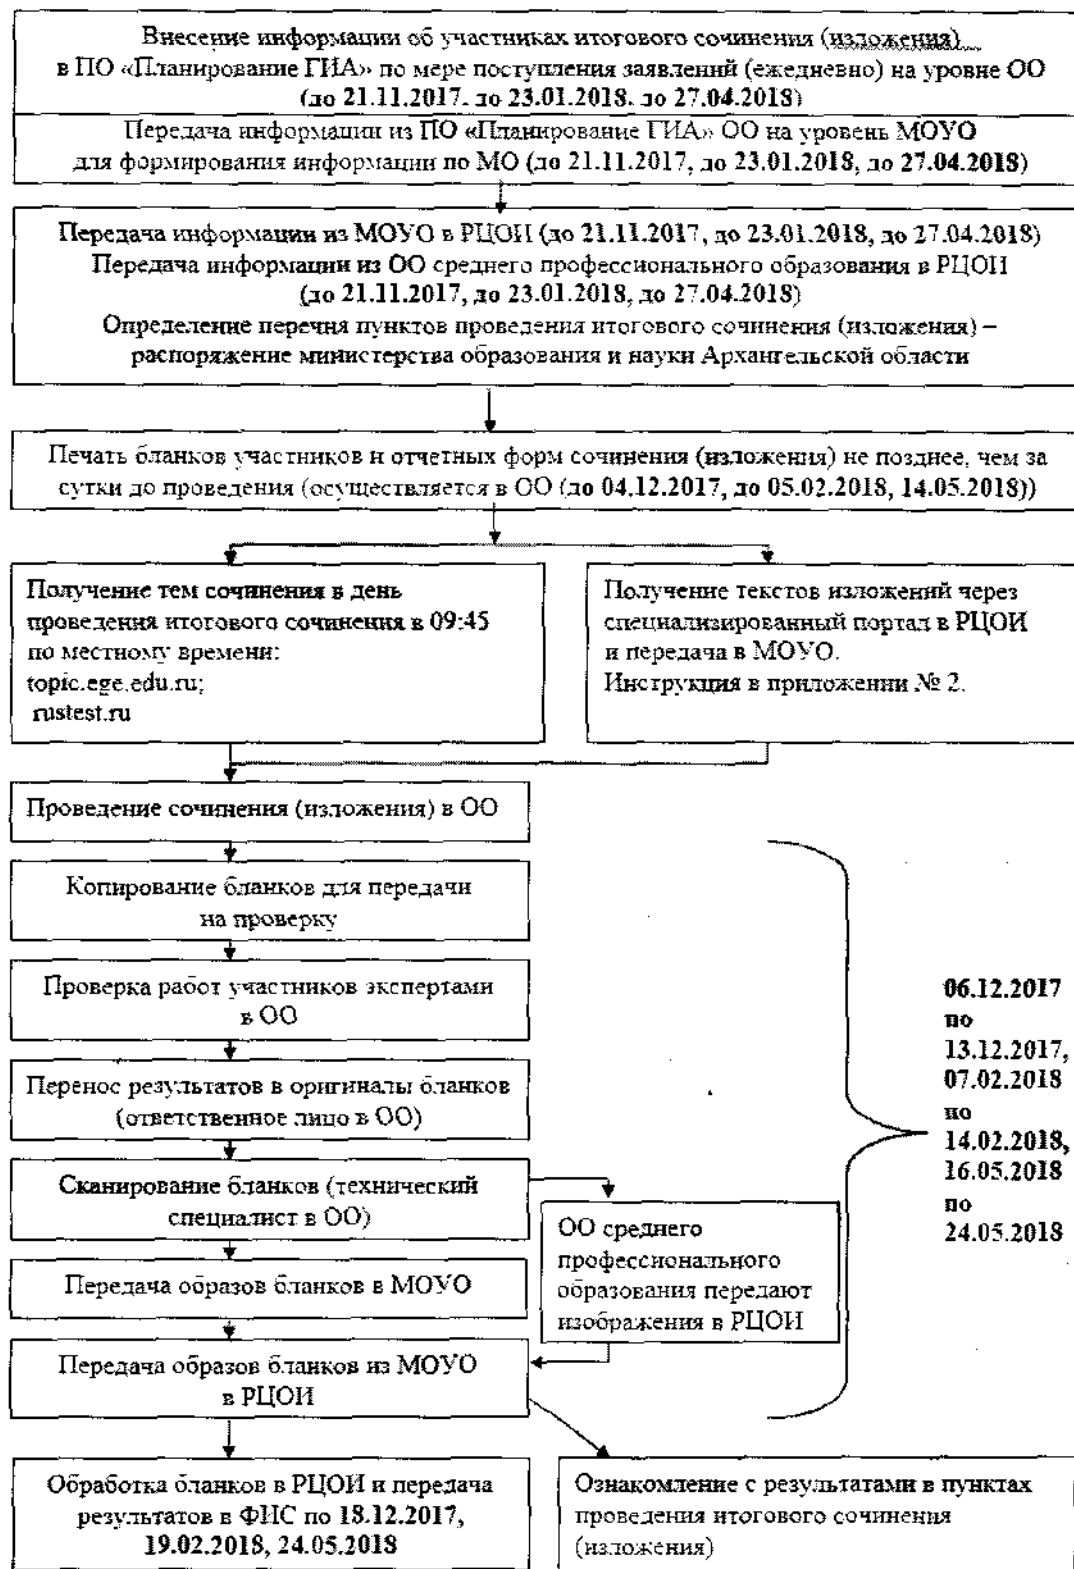 Внесение информации об участниках итогового сочинения (изложения)
в ПО «Планирование ГИА» по мере поступления заявлений (ежедневно) на уровне ОО
(до 21.11.2017, до 23.01.2018, до 27.04.2018)
Передача информации из ПО «Планирование ГИА» ОО на уровень МОУО
для формирования информации по МО (до 21.11.2017, до 23.01.2018, до 27.04.2018)
Передача информации из МОУО в РЦОИ (до 21.11.2017, до 23.01.2018, до 27.04.2018)
Передача информации из ОО среднего профессионального образования в РЦОИ
(до 21.11.2017, до 23.01.2018, до 27.04.2018)
Определение перечня пунктов проведения итогового сочинения (изложения) –
распоряжение министерства образования и науки Архангельской области
Печать бланков участников и отчетных форм сочинения (изложения) не позднее, чем за
сутки до проведения (осуществляется в ОО (до 04.12.2017, до 05.02.2018, 14.05.2018))
Получение тем сочинения в день
проведения итогового сочинения в 09:45
по местному времени:
topic.ege.edu.ru;
rustest.ru
Получение текстов изложений через
специализированный портал в РЦОИ
и передача в МОУО.
Инструкция в приложении № 2.
Проведение сочинения (изложения) в ОО
Копирование бланков для передачи
на проверку
Проверка работ участников экспертами
в ОО
Перенос результатов в оригиналы бланков
(ответственное лицо в ОО)
Сканирование бланков (технический
специалист в ОО)
ОО среднего
профессионального
образования передают
изображения в РЦОИ
Передача образов бланков в МОУО
Передача образов бланков из МОУО
в РЦОИ
06.12.2017
по
13.12.2017,
07.02.2018
по
14.02.2018,
16.05.2018
по
24.05.2018
Обработка бланков в РЦОИ и передача
результатов в ФИС по 18.12.2017,
19.02.2018, 24.05.2018
Ознакомление с результатами в пунктах
проведения итогового сочинения
(изложения)